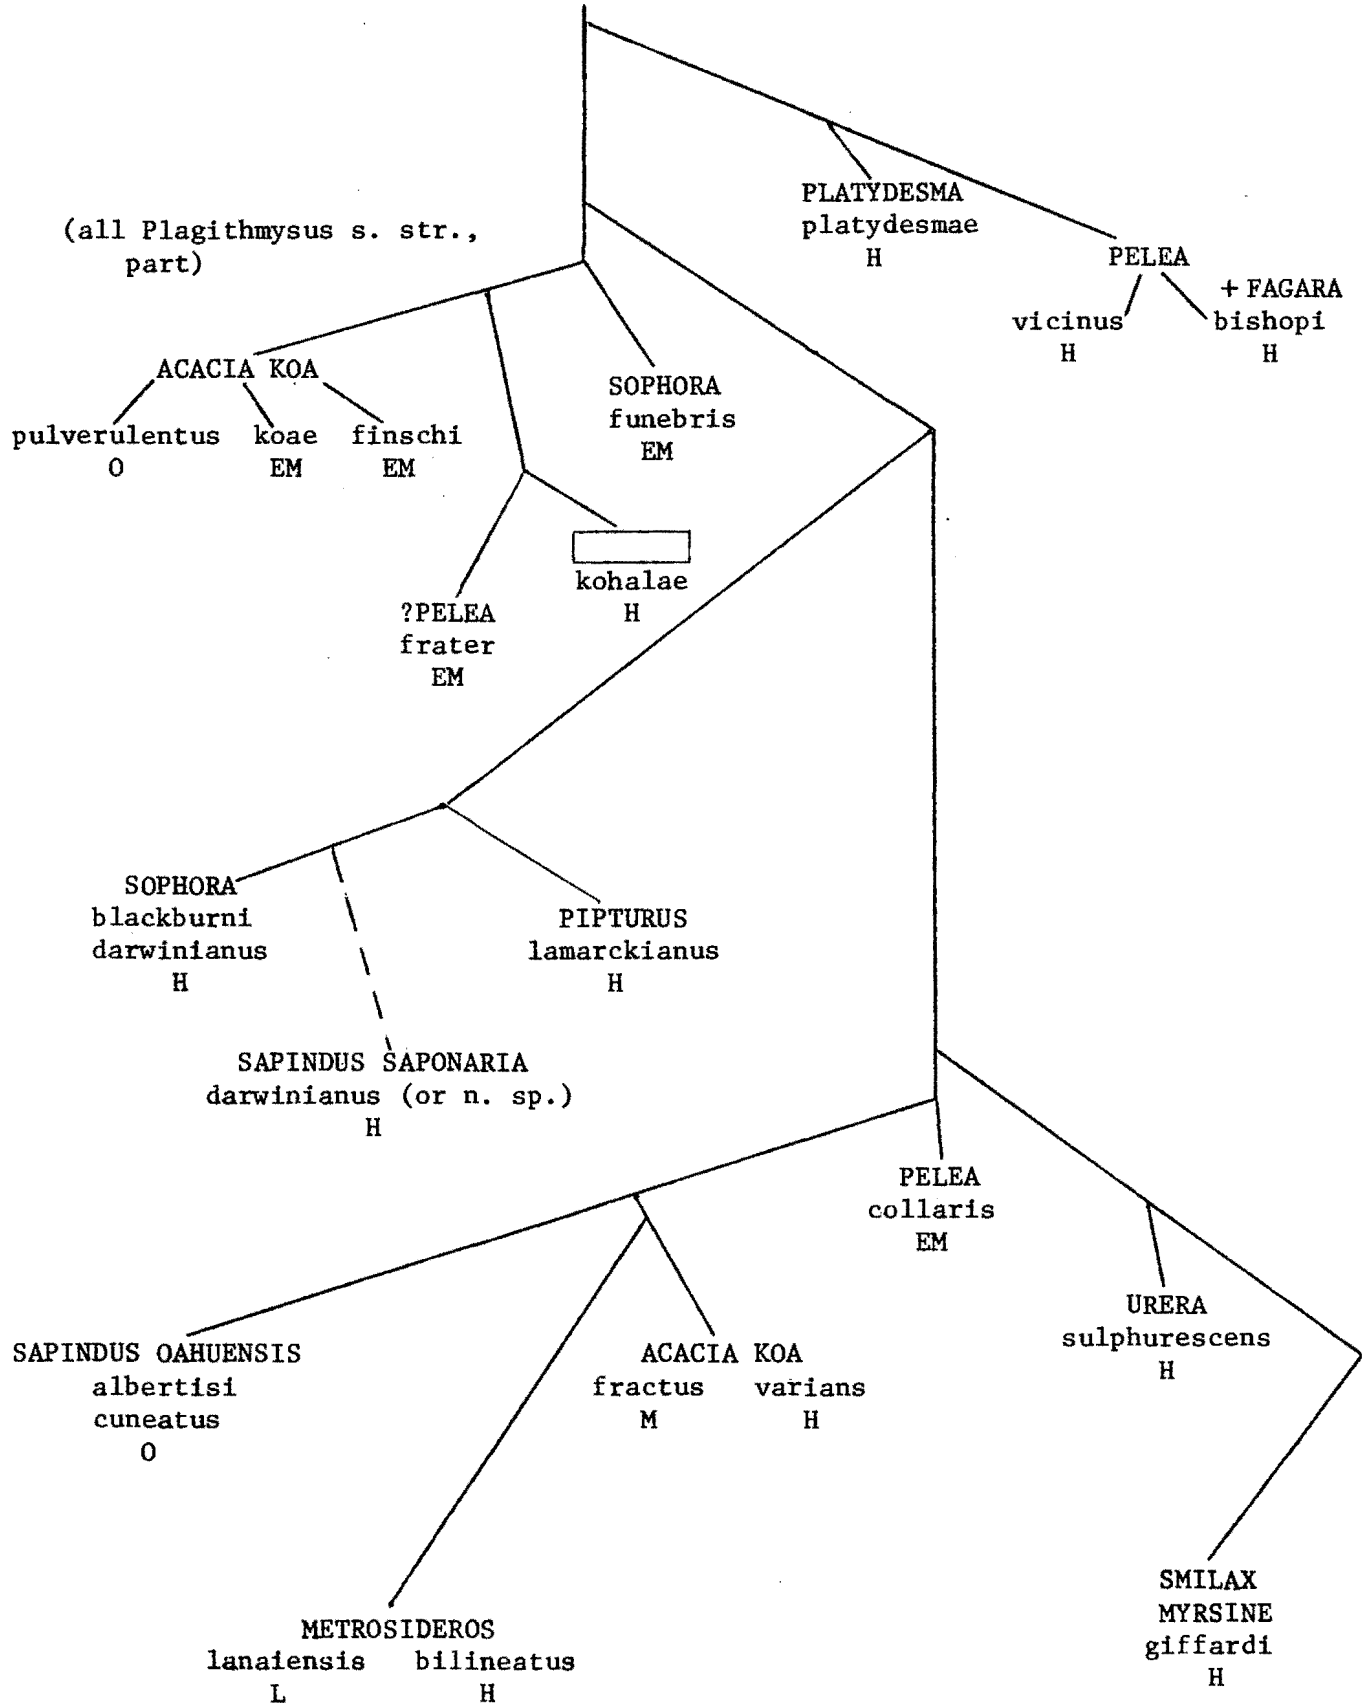 PLATYDESMA
platydesmae
H
PELEA
+ FAGARA
vicinus
bishopi
H
H
(all Plagithmysus s. str.,
part)
ACACIA KOA
pulverulentus koae finschi
O EM EM
SOPHORA
funebris
EM
kohalae
H
?PELEA
frater
EM
SOPHORA
blackburni
darwinianus
H
PIPTURUS
lamarckianus
H
SAPINDUS SAPONARIA
darwinianus (or n. sp.)
H
PELEA
collaris
EM
URERA
sulphurescens
H
SAPINDUS OAHUENSIS
albertisi
cuneatus
O
ACACIA KOA
fractus varians
M H
METROSIDEROS
lanaiensis bilineatus
L H
SMILAX
MYRSINE
giffardi
H